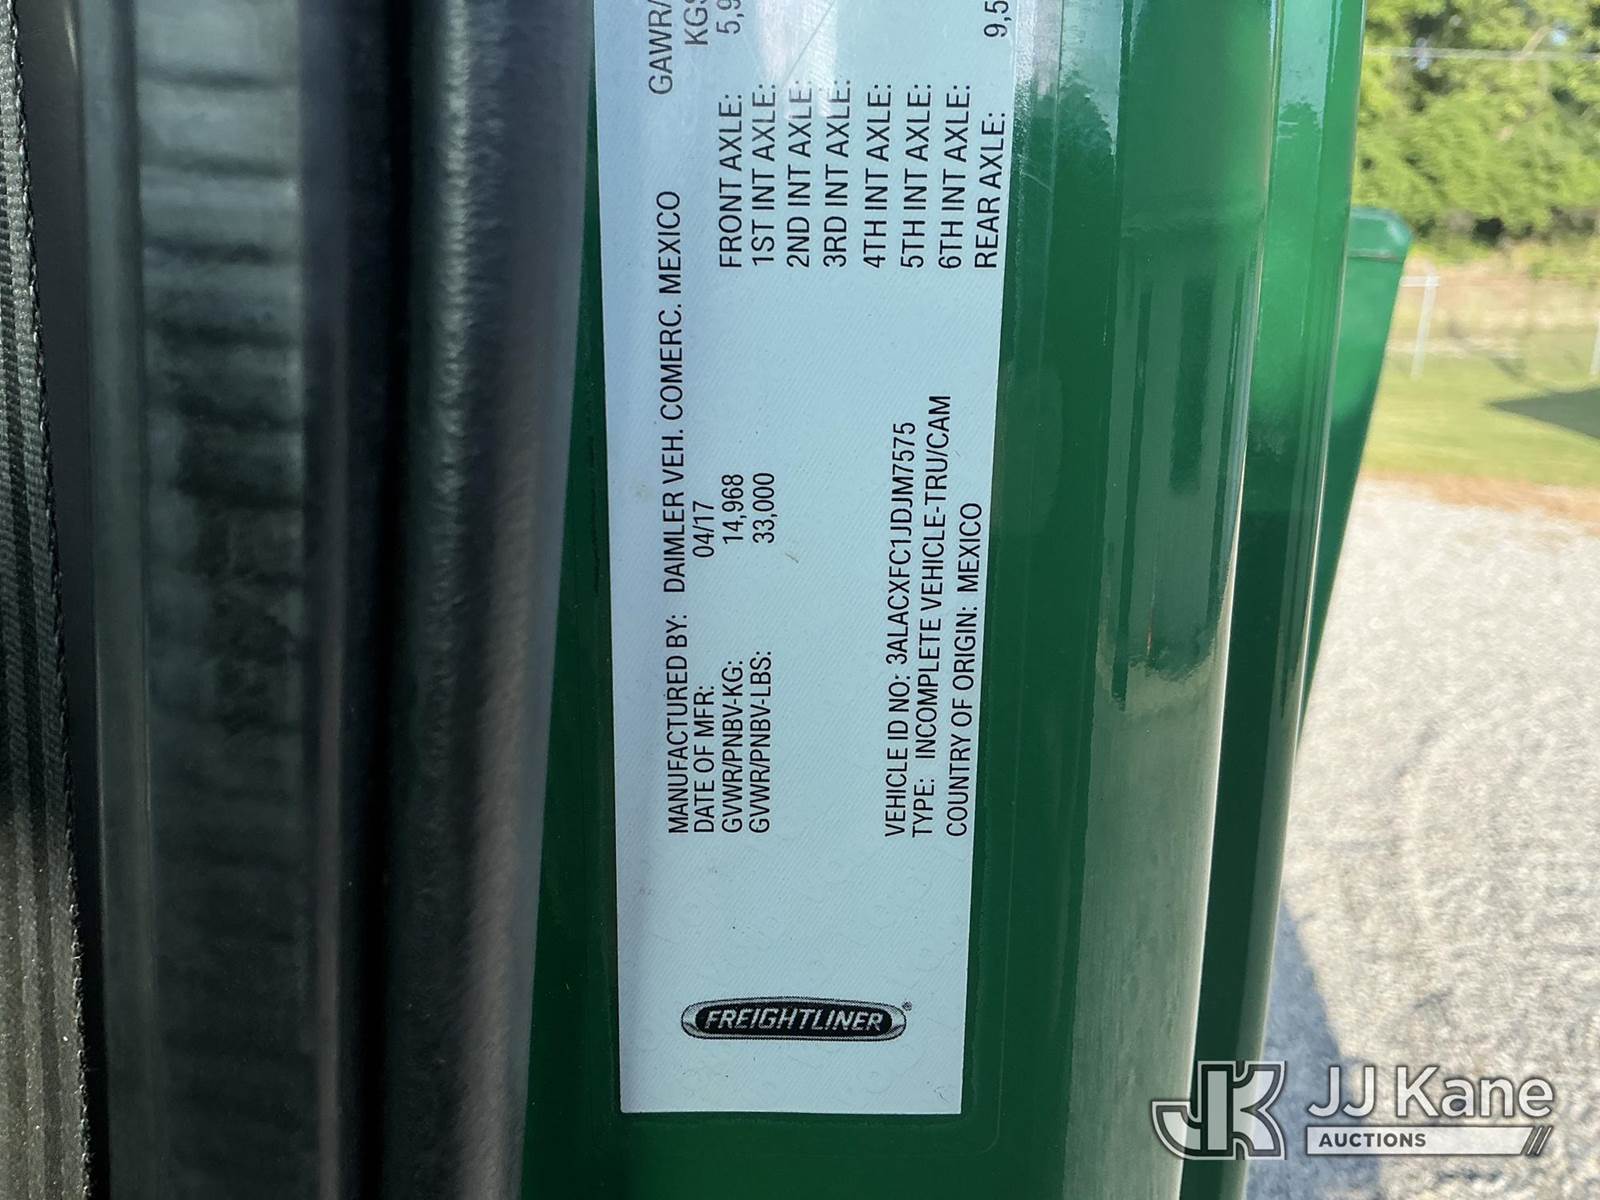 MANUFACTURED BY: DAIMLER VEH. COMERC. MEXICO GAWR/
DATE OF MFR: 04/17 KGS
GVWR/PNBV-KG: 14,968 FRONT AXLE: 5,9
GVWR/PNBV-LBS: 33,000 1ST INT AXLE:
2ND INT AXLE:
3RD INT AXLE:
4TH INT AXLE:
VEHICLE ID NO: 3ALACXFC1JDJM7575 5TH INT AXLE:
TYPE: INCOMPLETE VEHICLE-TRU/CAM 6TH INT AXLE:
COUNTRY OF ORIGIN: MEXICO REAR AXLE: 9,5
FREIGHTLINER®
JK JJ Kane
AUCTIONS